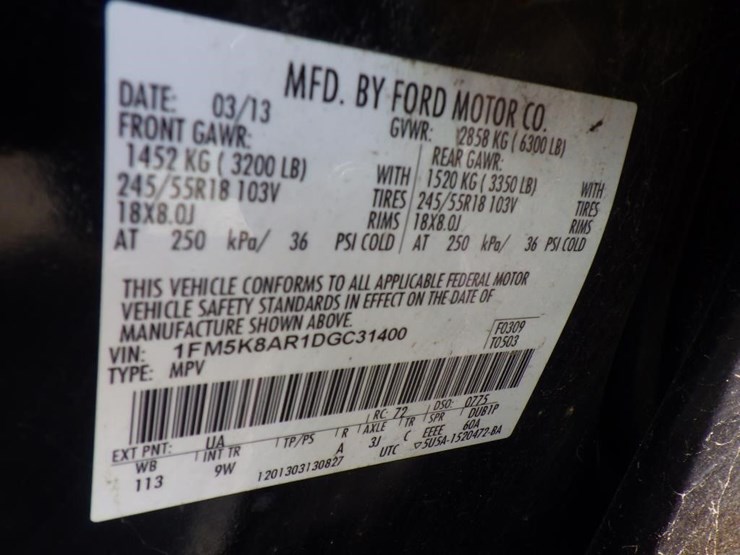 MFD. BY FORD MOTOR CO.
DATE: 03/13 GVWR: 2858 KG ( 6300 LB)
FRONT GAWR: REAR GAWR:
1452 KG ( 3200 LB) WITH 1520 KG ( 3350 LB) WITH
245/55R18 103V TIRES 245/55R18 103V TIRES
18X8.0J RIMS 18X8.0J RIMS
AT 250 kPa/ 36 PSI COLD AT 250 kPa/ 36 PSI COLD
THIS VEHICLE CONFORMS TO ALL APPLICABLE FEDERAL MOTOR
VEHICLE SAFETY STANDARDS IN EFFECT ON THE DATE OF
MANUFACTURE SHOWN ABOVE.
VIN: 1FM5K8AR1DGC31400 F0309
TYPE: MPV T0503
EXT PNT: UA RC: 72 DSO: 0775
WB INT TR TP/PS R AXLE TR SPR DUB1P
113 9W A 3J C EEEE 60A
1201303130827 UTC 5U5A-1520472-BA